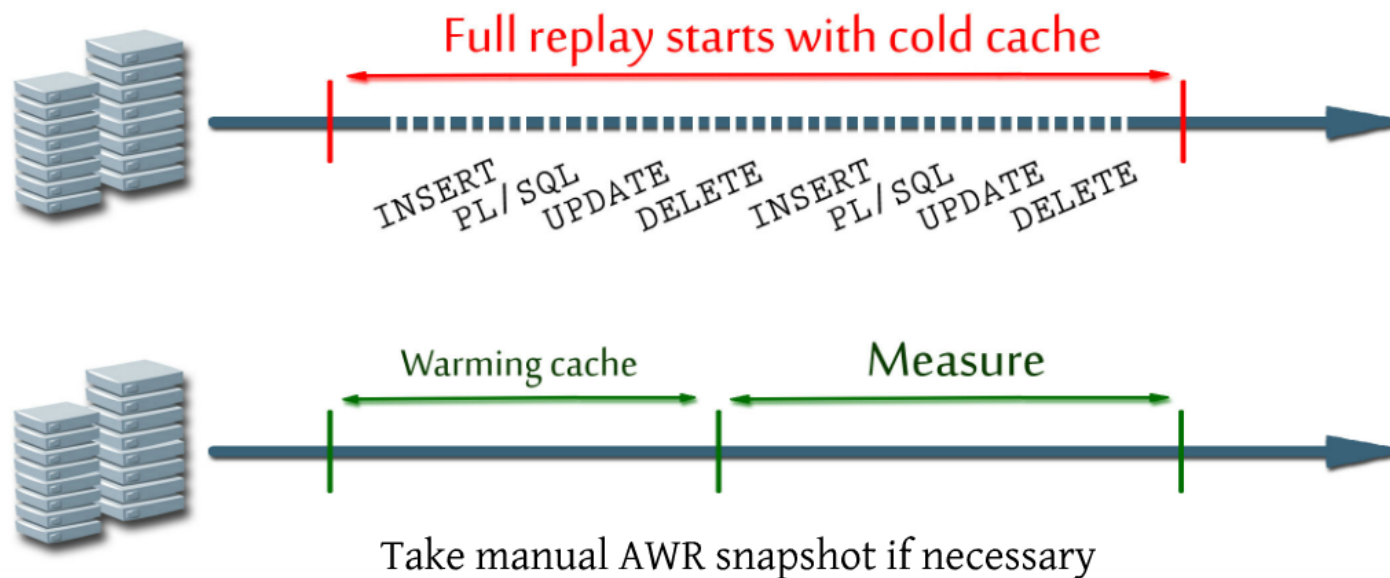 Full replay starts with cold cache
INSERT
PL/SQL
UPDATE
DELETE
INSERT
PL/SQL
UPDATE
DELETE
Warming cache
Measure
Take manual AWR snapshot if necessary